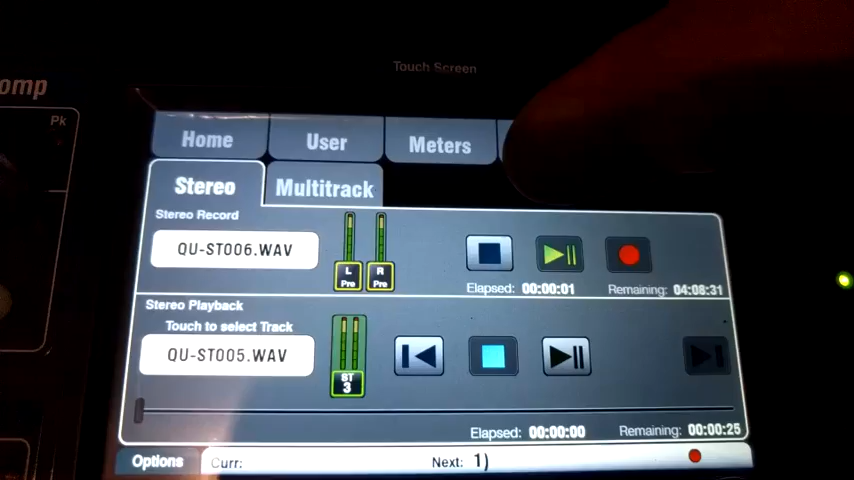 Touch Screen
omp
Pk
Home User Meters
Stereo Multitrack
Stereo Record
QU-ST006.WAV
L Pre
R Pre
Elapsed: 00:00:01 Remaining: 04:08:31
Stereo Playback
Touch to select Track
QU-ST005.WAV
ST 3
Elapsed: 00:00:00 Remaining: 00:00:25
Options Curr: Next: 1)